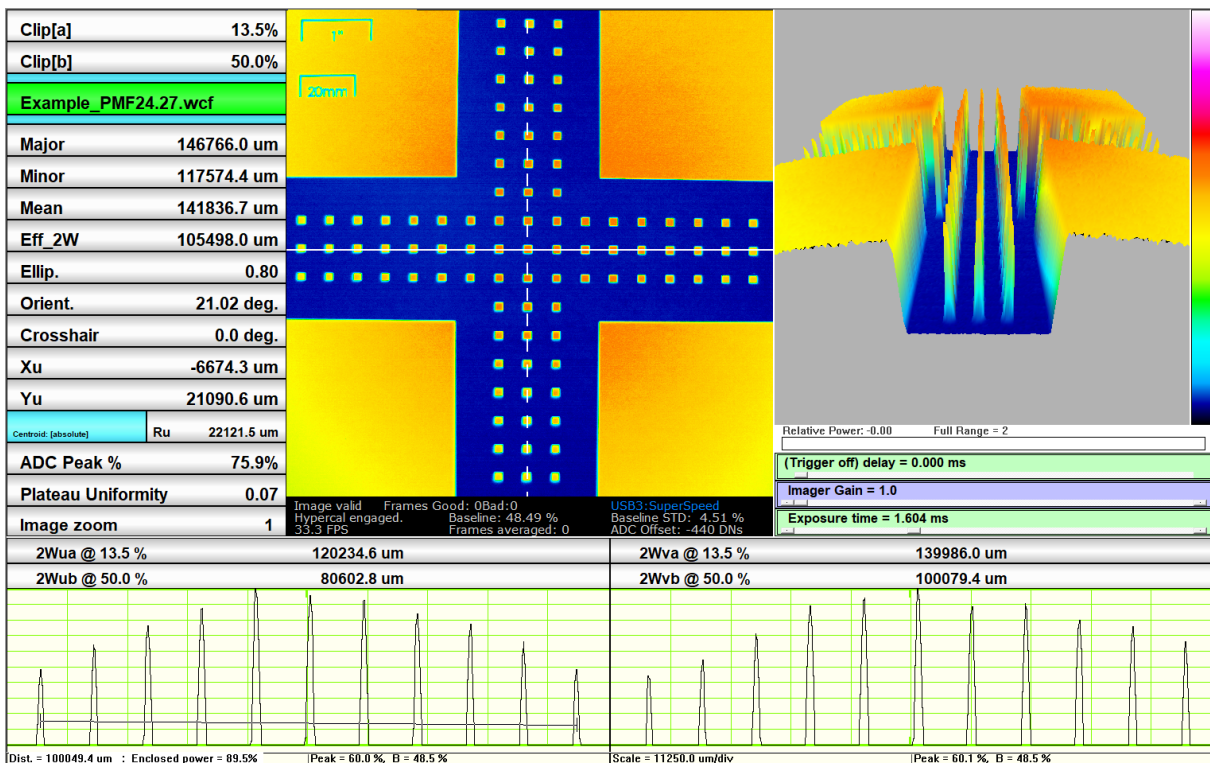 Clip[a] 13.5%
Clip[b] 50.0%
Example_PMF24.27.wcf
Major 146766.0 um
Minor 117574.4 um
Mean 141836.7 um
Eff_2W 105498.0 um
Ellip. 0.80
Orient. 21.02 deg.
Crosshair 0.0 deg.
Xu -6674.3 um
Yu 21090.6 um
Centroid: [absolute] Ru 22121.5 um
ADC Peak % 75.9%
Plateau Uniformity 0.07
Image zoom 1
1"
20mm
Image valid Frames Good: 0Bad:0 USB3:SuperSpeed
Hypercal engaged. Baseline: 48.49 % Baseline STD: 4.51 %
33.3 FPS Frames averaged: 0 ADC Offset: -440 DNs
Relative Power: -0.00 Full Range = 2
(Trigger off) delay = 0.000 ms
Imager Gain = 1.0
Exposure time = 1.604 ms
2Wua @ 13.5 % 120234.6 um
2Wub @ 50.0 % 80602.8 um
2Wva @ 13.5 % 139986.0 um
2Wvb @ 50.0 % 100079.4 um
Dist. = 100049.4 um : Enclosed power = 89.5% Peak = 60.0 %, B = 48.5 %
Scale = 11250.0 um/div Peak = 60.1 %, B = 48.5 %